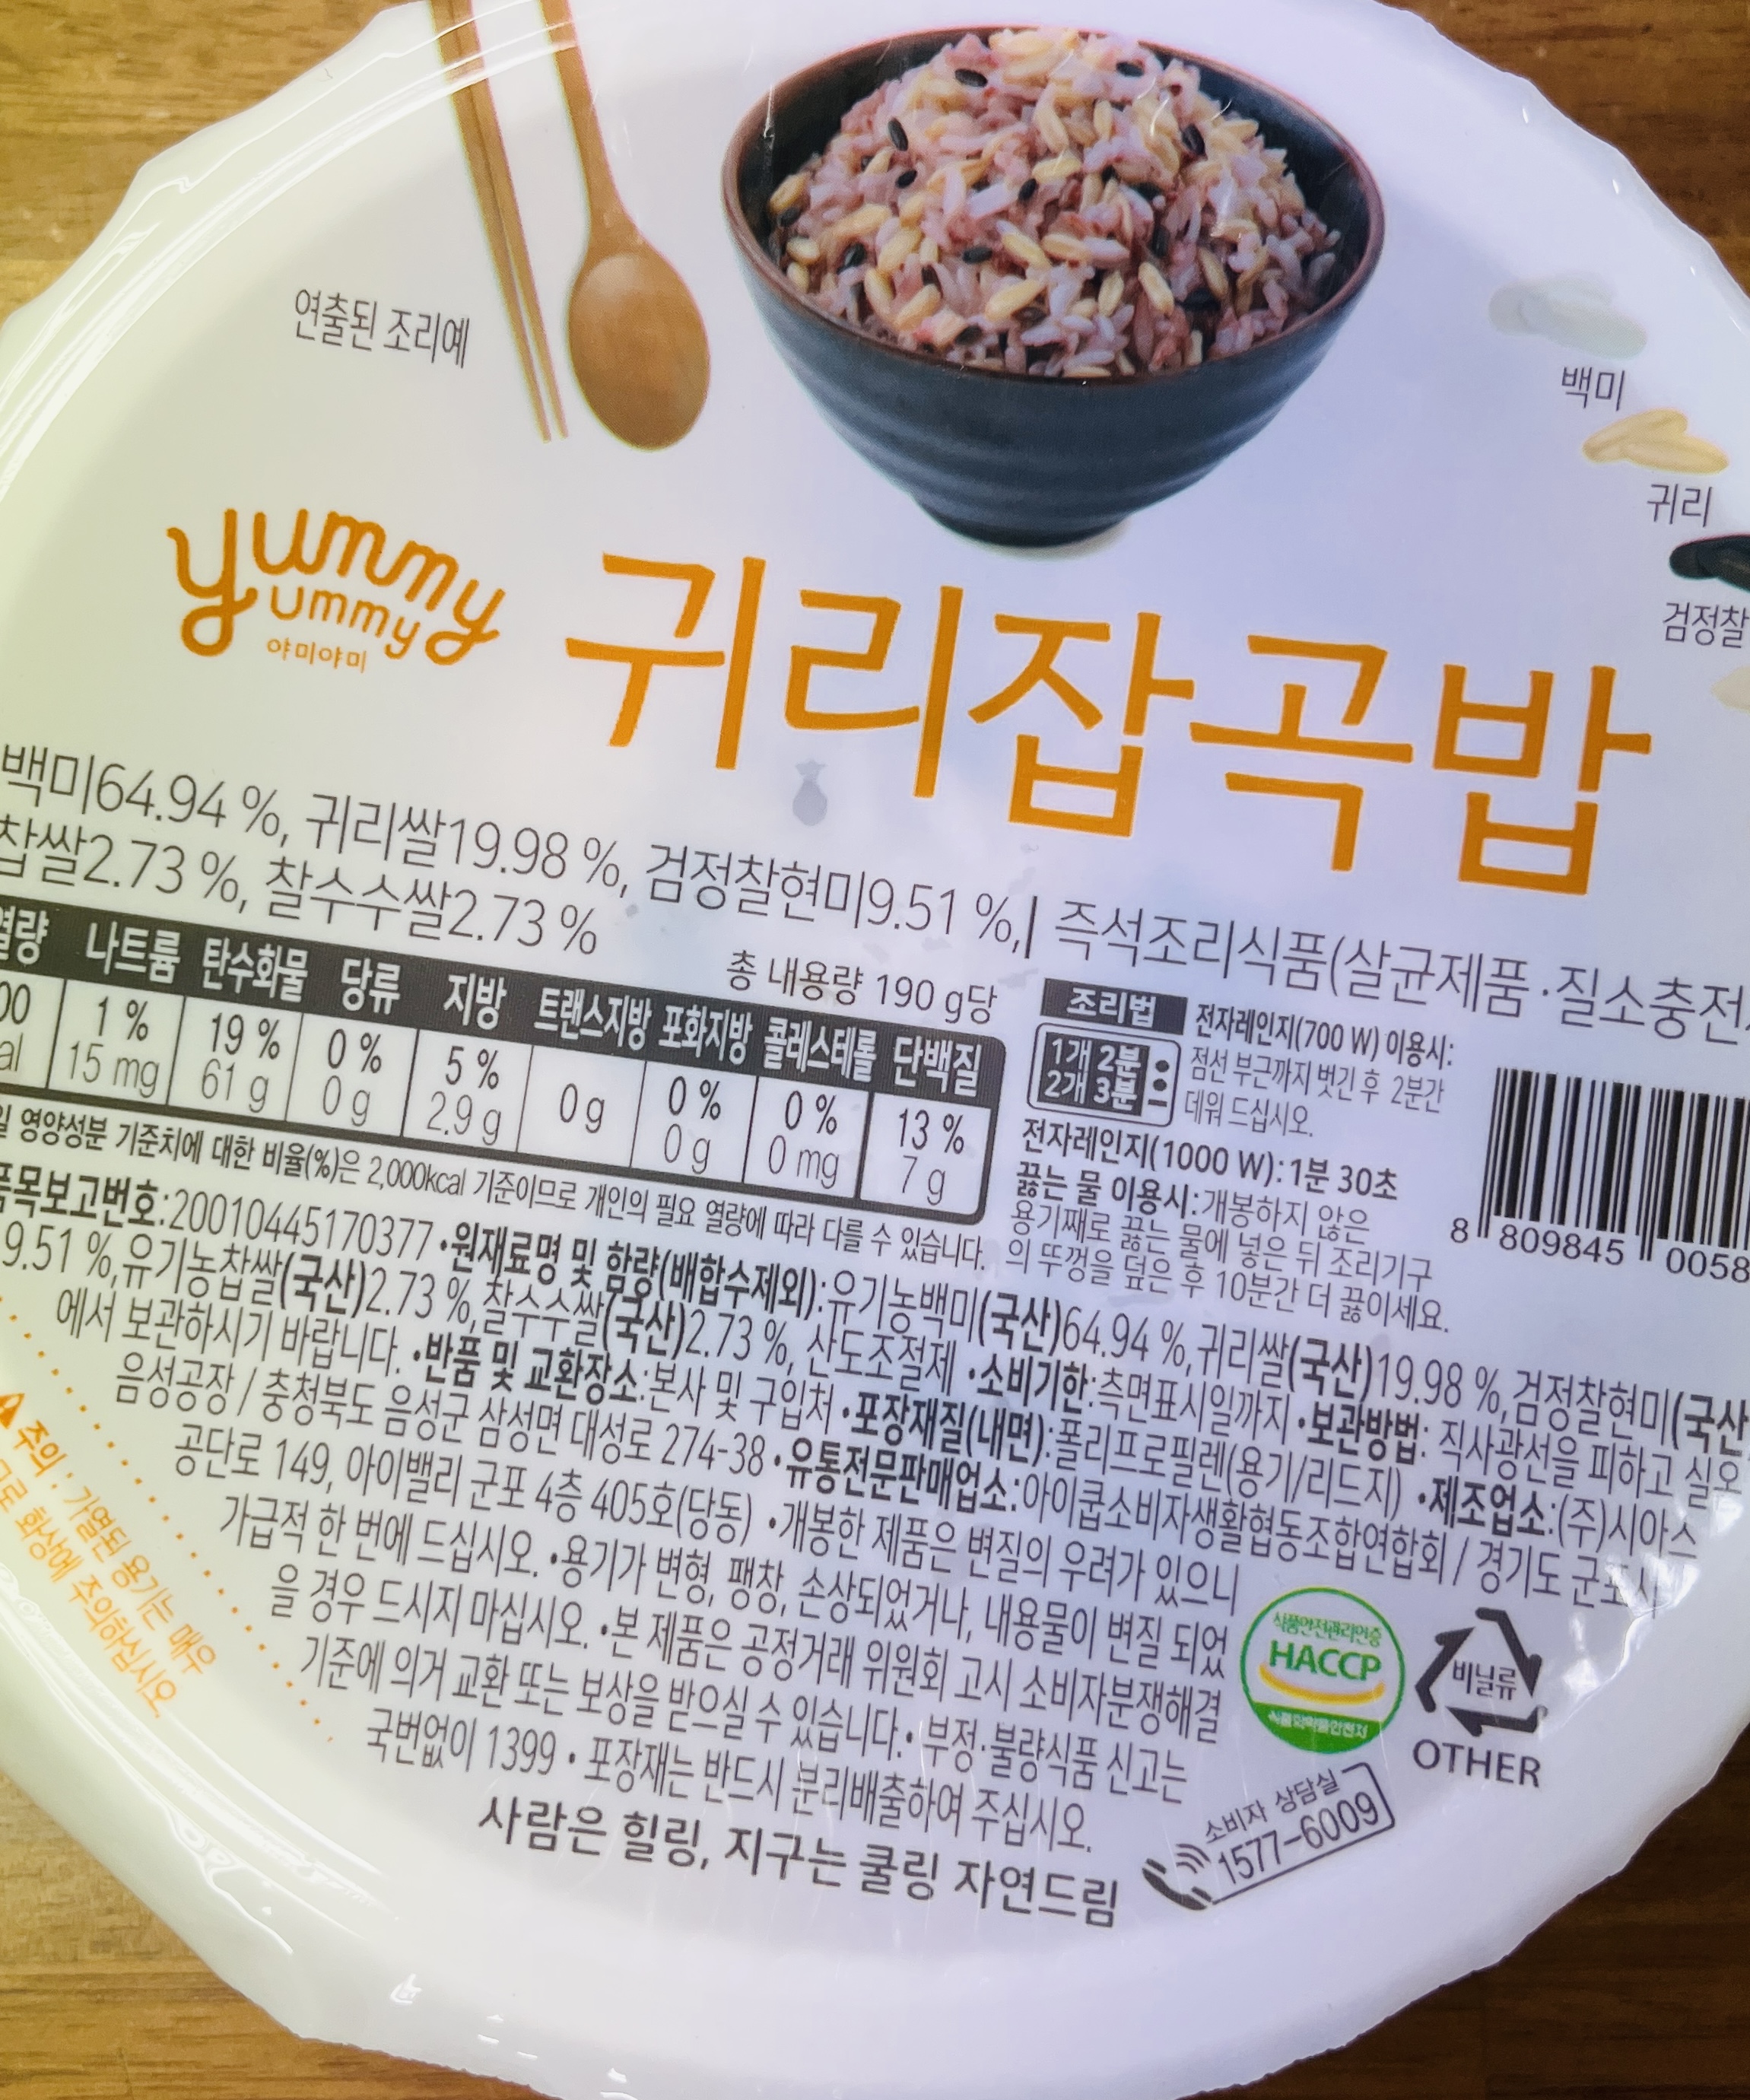 연출된 조리예
백미
귀리
검정찰
yummy
yummy
야미야미
귀리잡곡밥
백미64.94 %, 귀리쌀19.98 %, 검정찰현미9.51 %,
찹쌀2.73 %, 찰수수쌀2.73 %
즉석조리식품(살균제품·질소충전
총 내용량 190 g당
열량 나트륨 탄수화물 당류 지방 트랜스지방 포화지방 콜레스테롤 단백질
00 1 % 19 % 0 % 5 % 0 g 0 % 0 % 13 %
al 15 mg 61 g 0 g 2.9 g 0 g 0 mg 7 g
일 영양성분 기준치에 대한 비율(%)은 2,000kcal 기준이므로 개인의 필요 열량에 따라 다를 수 있습니다.
조리법
1개 2분
2개 3분
전자레인지(700 W) 이용시:
점선 부근까지 벗긴 후 2분간
데워 드십시오.
전자레인지(1000 W):1분 30초
끓는 물 이용시:개봉하지 않은
용기째로 끓는 물에 넣은 뒤 조리기구
의 뚜껑을 덮은 후 10분간 더 끓이세요.
8 809845 0058
품목보고번호:20010445170377 •원재료명 및 함량(배합수제외):유기농백미(국산)64.94 %,귀리쌀(국산)19.98 %,검정찰현미(국산
9.51 %,유기농찹쌀(국산)2.73 %,찰수수쌀(국산)2.73 %, 산도조절제 •소비기한:측면표시일까지 •보관방법: 직사광선을 피하고 실온
에서 보관하시기 바랍니다. •반품 및 교환장소:본사 및 구입처 •포장재질(내면):폴리프로필렌(용기/리드지) •제조업소:(주)시아스
음성공장 / 충청북도 음성군 삼성면 대성로 274-38 •유통전문판매업소:아이쿱소비자생활협동조합연합회 / 경기도 군포시
공단로 149, 아이밸리 군포 4층 405호(당동) •개봉한 제품은 변질의 우려가 있으니
가급적 한 번에 드십시오. •용기가 변형, 팽창, 손상되었거나, 내용물이 변질 되었
을 경우 드시지 마십시오. •본 제품은 공정거래 위원회 고시 소비자분쟁해결
기준에 의거 교환 또는 보상을 받으실 수 있습니다.• 부정·불량식품 신고는
국번없이 1399 • 포장재는 반드시 분리배출하여 주십시오.
사람은 힐링, 지구는 쿨링 자연드림
주의 : 가열된 용기는 매우
화상에 주의하십시오.
식품안전관리인증
HACCP
식품의약품안전처
비닐류
OTHER
소비자 상담실
1577-6009